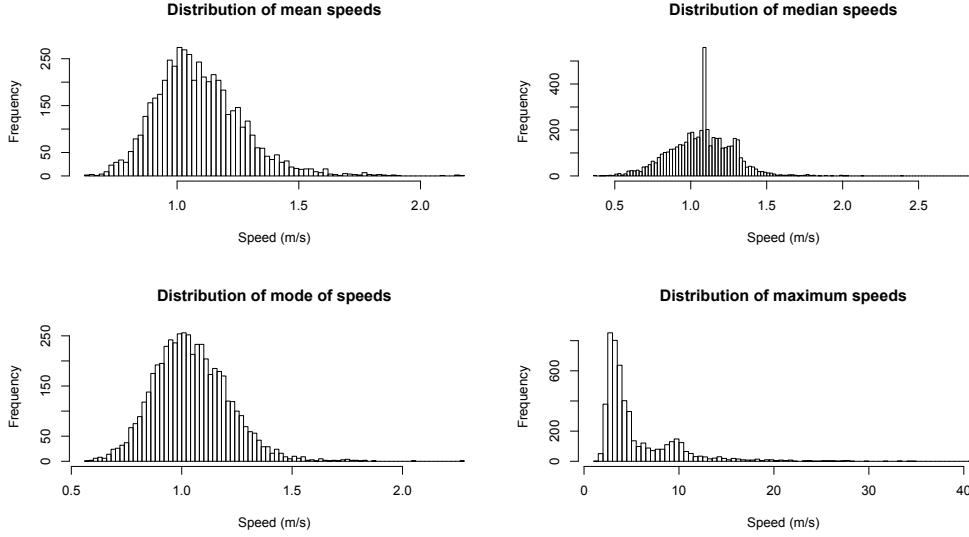 Distribution of mean speeds
Frequency
50
150
250
0
1.0
1.5
2.0
Speed (m/s)
Distribution of median speeds
Frequency
0
200
400
0.5
1.0
1.5
2.0
2.5
Speed (m/s)
Distribution of mode of speeds
Frequency
0
50
150
250
0.5
1.0
1.5
2.0
Speed (m/s)
Distribution of maximum speeds
Frequency
0
200
600
0
10
20
30
40
Speed (m/s)